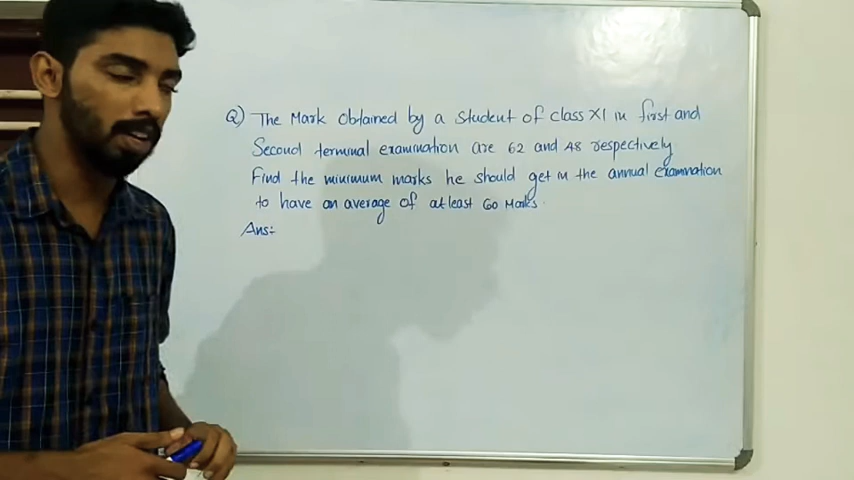 Q) The Mark obtained by a student of class XI in first and
Second terminal examination are 62 and 48 respectively
Find the minimum marks he should get in the annual examination
to have an average of atleast 60 Marks.
Ans: